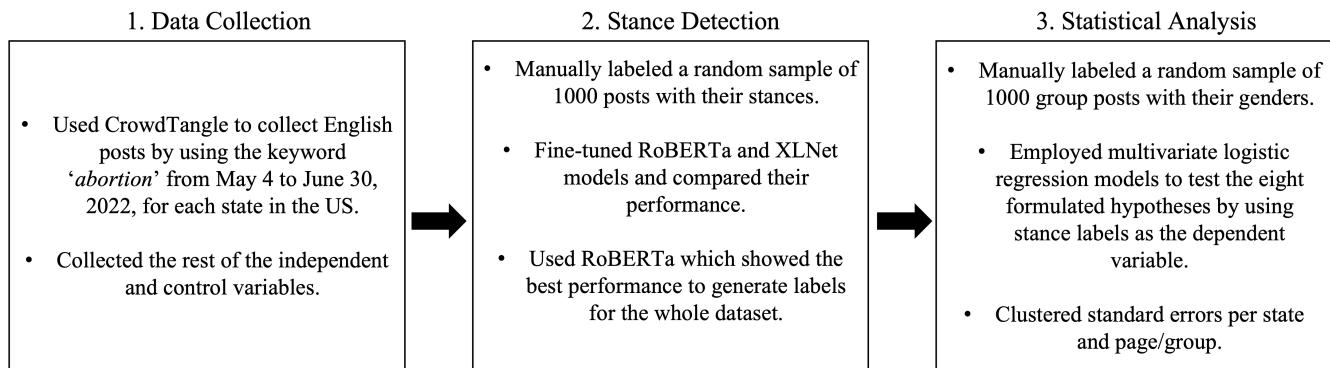 1. Data Collection
• Used CrowdTangle to collect English
posts by using the keyword
‘abortion’ from May 4 to June 30,
2022, for each state in the US.
• Collected the rest of the independent
and control variables.
2. Stance Detection
• Manually labeled a random sample of
1000 posts with their stances.
• Fine-tuned RoBERTa and XLNet
models and compared their
performance.
• Used RoBERTa which showed the
best performance to generate labels
for the whole dataset.
3. Statistical Analysis
• Manually labeled a random sample of
1000 group posts with their genders.
• Employed multivariate logistic
regression models to test the eight
formulated hypotheses by using
stance labels as the dependent
variable.
• Clustered standard errors per state
and page/group.